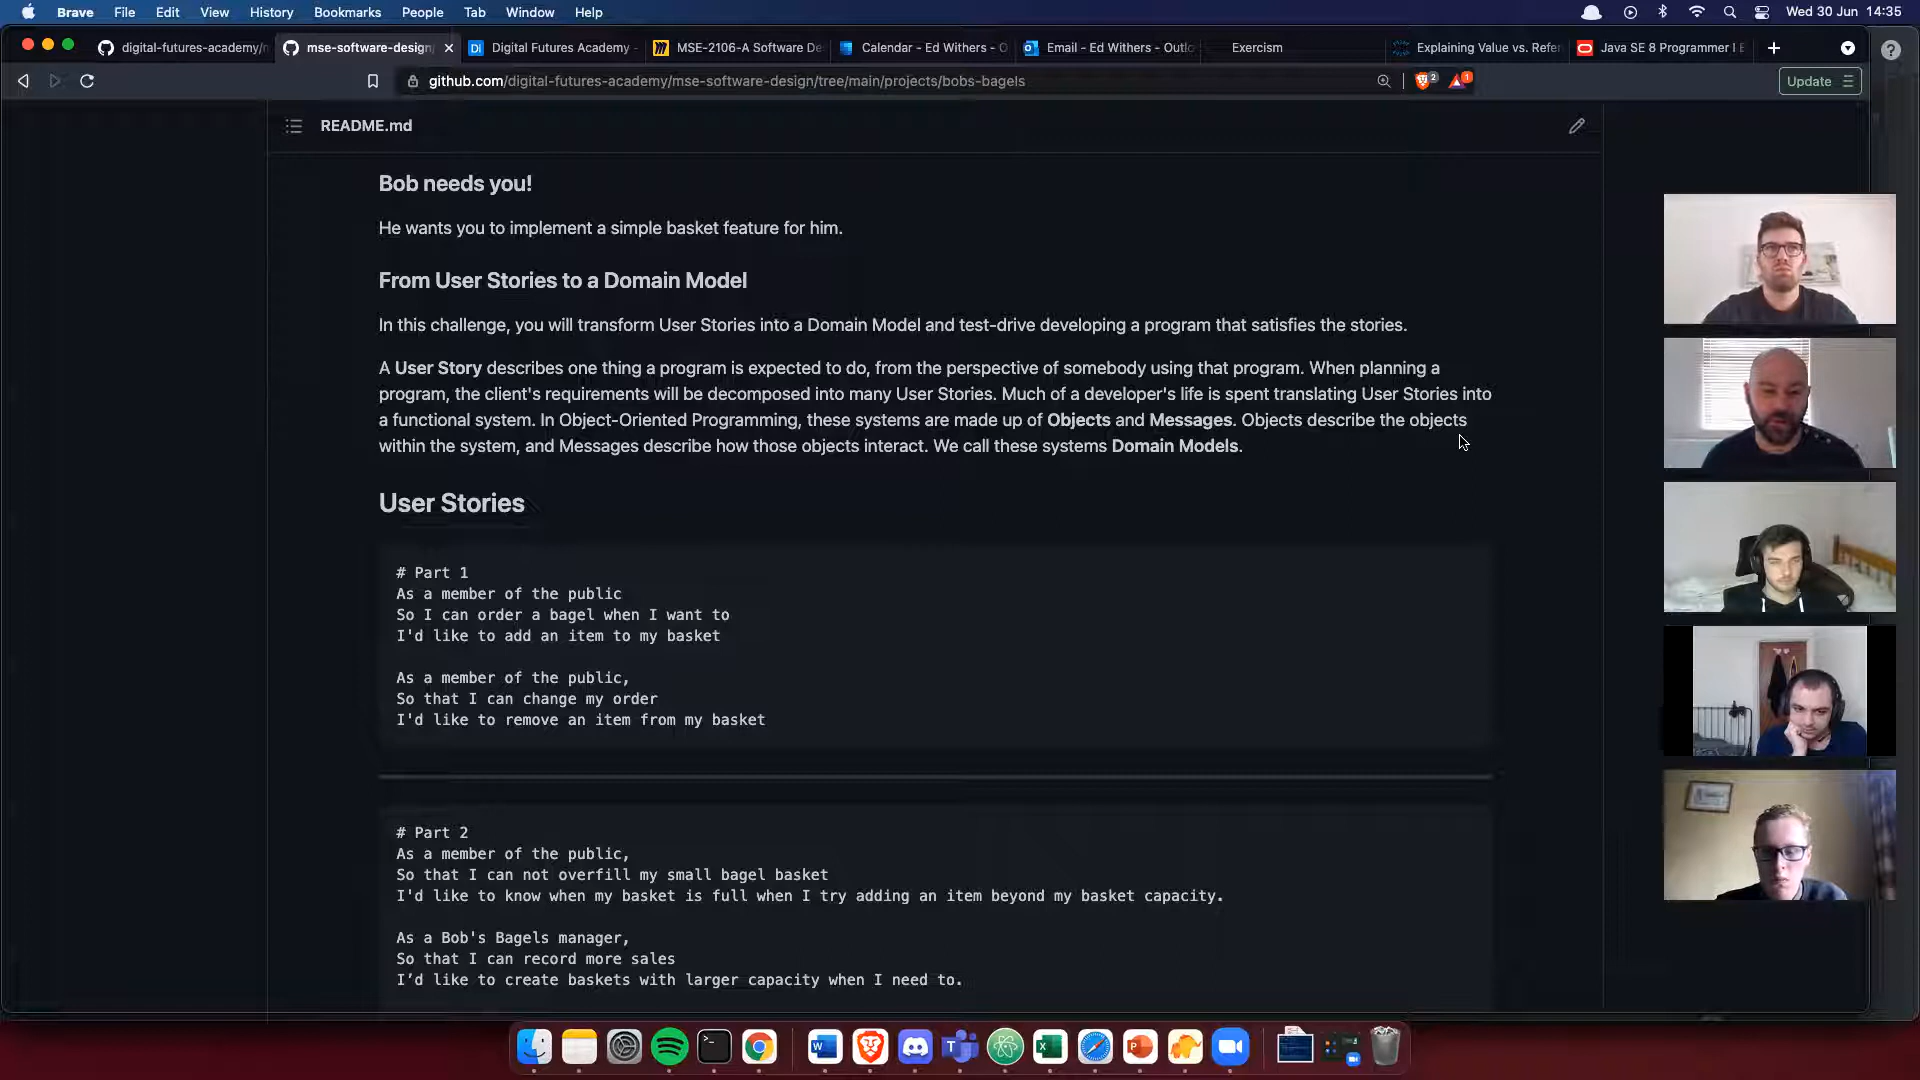 Brave File Edit View History Bookmarks People Tab Window Help Wed 30 Jun 14:35
digital-futures-academy/ mse-software-design Digital Futures Academy - MSE-2106-A Software De Calendar - Ed Withers - O Email - Ed Withers - Outlo Exercism Explaining Value vs. Refer Java SE 8 Programmer I E
github.com/digital-futures-academy/mse-software-design/tree/main/projects/bobs-bagels 2 1 Update
README.md
Bob needs you!
He wants you to implement a simple basket feature for him.
From User Stories to a Domain Model
In this challenge, you will transform User Stories into a Domain Model and test-drive developing a program that satisfies the stories.
A User Story describes one thing a program is expected to do, from the perspective of somebody using that program. When planning a
program, the client's requirements will be decomposed into many User Stories. Much of a developer's life is spent translating User Stories into
a functional system. In Object-Oriented Programming, these systems are made up of Objects and Messages. Objects describe the objects
within the system, and Messages describe how those objects interact. We call these systems Domain Models.
User Stories
# Part 1
As a member of the public
So I can order a bagel when I want to
I'd like to add an item to my basket
As a member of the public,
So that I can change my order
I'd like to remove an item from my basket
# Part 2
As a member of the public,
So that I can not overfill my small bagel basket
I'd like to know when my basket is full when I try adding an item beyond my basket capacity.
As a Bob's Bagels manager,
So that I can record more sales
I’d like to create baskets with larger capacity when I need to.